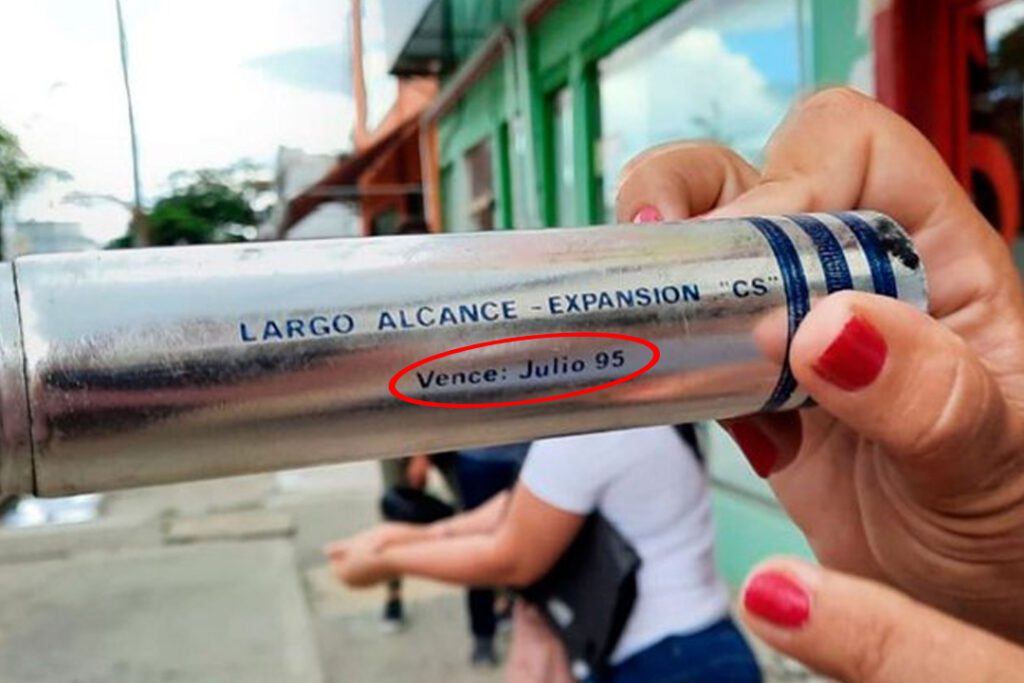 LARGO ALCANCE - EXPANSION "CS"
Vence: Julio 95